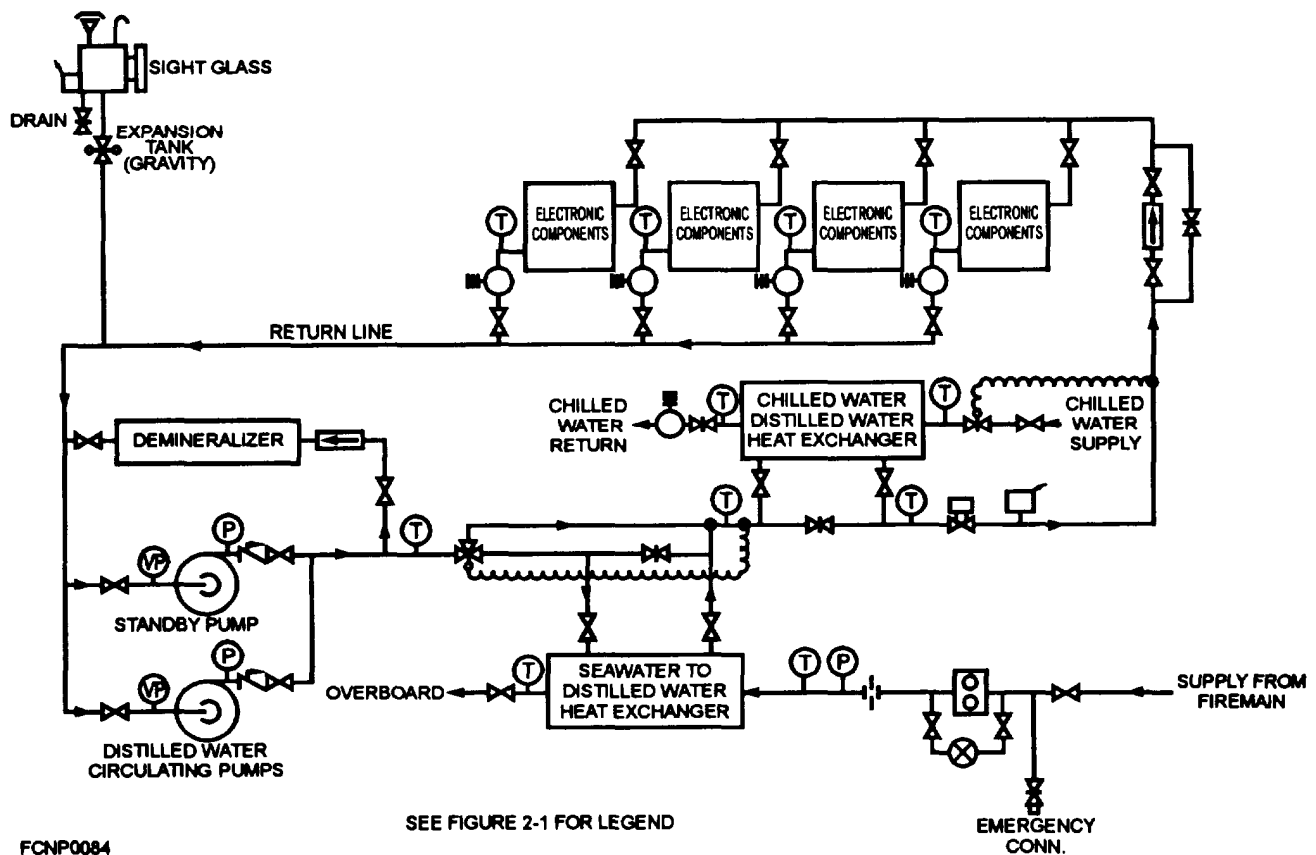 SIGHT GLASS
DRAIN
EXPANSION
TANK
(GRAVITY)
ELECTRONIC
COMPONENTS
ELECTRONIC
COMPONENTS
ELECTRONIC
COMPONENTS
ELECTRONIC
COMPONENTS
T
T
T
T
RETURN LINE
CHILLED
WATER
RETURN
T
CHILLED WATER
DISTILLED WATER
HEAT EXCHANGER
T
CHILLED
WATER
SUPPLY
DEMINERALIZER
T
T
T
P
VP
STANDBY PUMP
P
VP
DISTILLED WATER
CIRCULATING PUMPS
OVERBOARD
T
SEAWATER TO
DISTILLED WATER
HEAT EXCHANGER
T
P
SUPPLY FROM
FIREMAIN
EMERGENCY
CONN.
SEE FIGURE 2-1 FOR LEGEND
FCNP0084